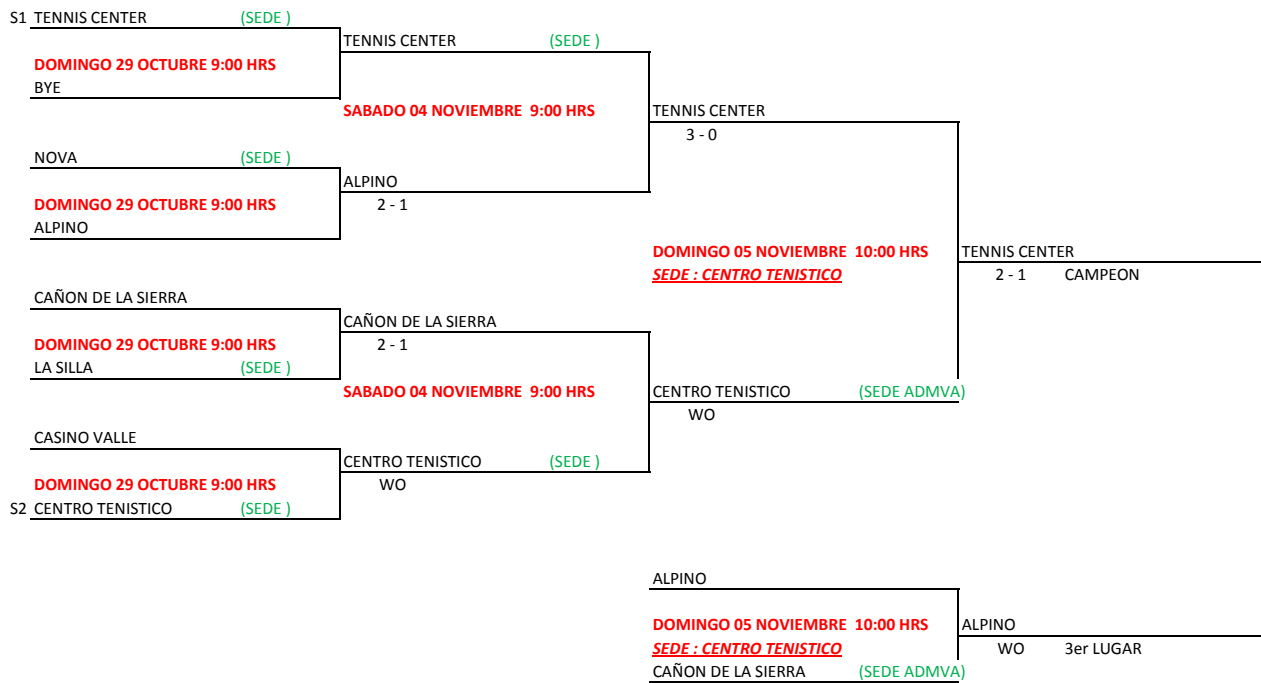 S1 TENNIS CENTER (SEDE )
TENNIS CENTER (SEDE )
DOMINGO 29 OCTUBRE 9:00 HRS
BYE
SABADO 04 NOVIEMBRE 9:00 HRS
TENNIS CENTER
3 - 0
NOVA (SEDE )
ALPINO
2 - 1
DOMINGO 29 OCTUBRE 9:00 HRS
ALPINO
DOMINGO 05 NOVIEMBRE 10:00 HRS
SEDE : CENTRO TENISTICO
TENNIS CENTER
2 - 1 CAMPEON
CAÑON DE LA SIERRA
CAÑON DE LA SIERRA
2 - 1
DOMINGO 29 OCTUBRE 9:00 HRS
LA SILLA (SEDE )
SABADO 04 NOVIEMBRE 9:00 HRS
CENTRO TENISTICO (SEDE ADMVA)
WO
CASINO VALLE
CENTRO TENISTICO (SEDE )
WO
DOMINGO 29 OCTUBRE 9:00 HRS
S2 CENTRO TENISTICO (SEDE )
ALPINO
DOMINGO 05 NOVIEMBRE 10:00 HRS
SEDE : CENTRO TENISTICO
ALPINO
WO 3er LUGAR
CAÑON DE LA SIERRA (SEDE ADMVA)